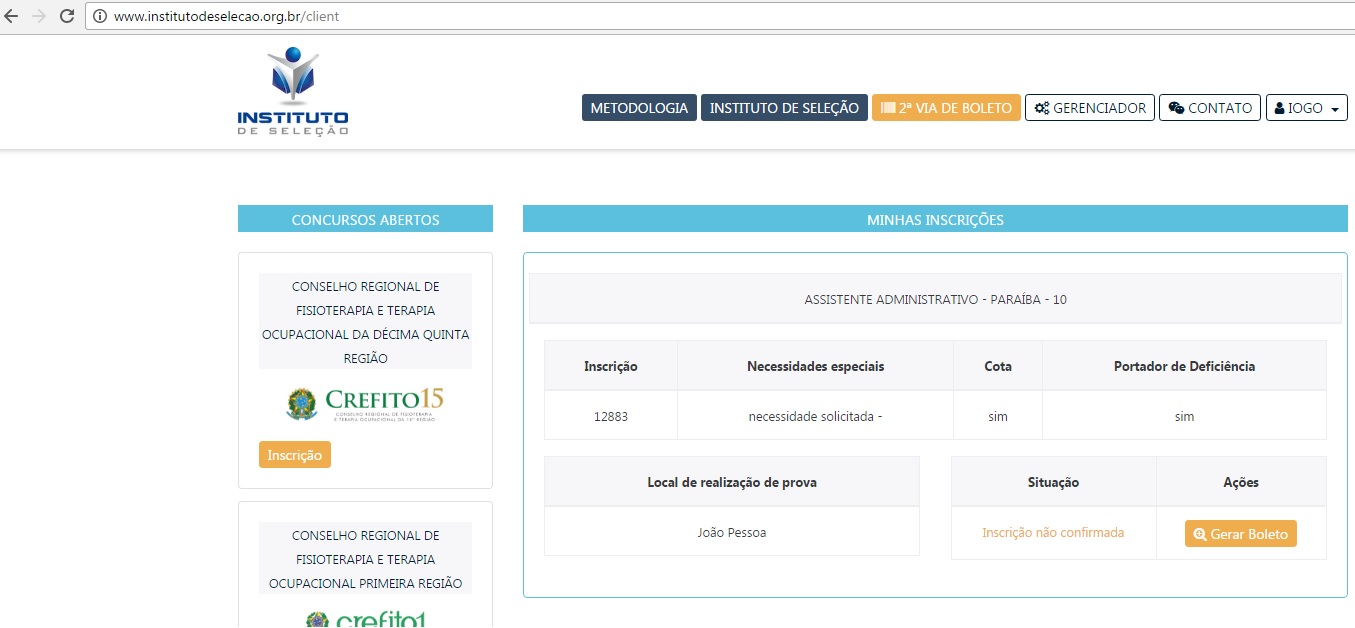 www.institutodeselecao.org.br/client
INSTITUTO
DE SELEÇÃO
METODOLOGIA
INSTITUTO DE SELEÇÃO
2ª VIA DE BOLETO
GERENCIADOR
CONTATO
IOGO
CONCURSOS ABERTOS
CONSELHO REGIONAL DE
FISIOTERAPIA E TERAPIA
OCUPACIONAL DA DÉCIMA QUINTA
REGIÃO
CREFITO15
CONSELHO REGIONAL DE FISIOTERAPIA
E TERAPIA OCUPACIONAL DA 15ª REGIÃO
Inscrição
CONSELHO REGIONAL DE
FISIOTERAPIA E TERAPIA
OCUPACIONAL PRIMEIRA REGIÃO
crefito1
MINHAS INSCRIÇÕES
ASSISTENTE ADMINISTRATIVO - PARAÍBA - 10
Inscrição Necessidades especiais Cota Portador de Deficiência
12883 necessidade solicitada - sim sim
Local de realização de prova
João Pessoa
Situação Ações
Inscrição não confirmada Gerar Boleto